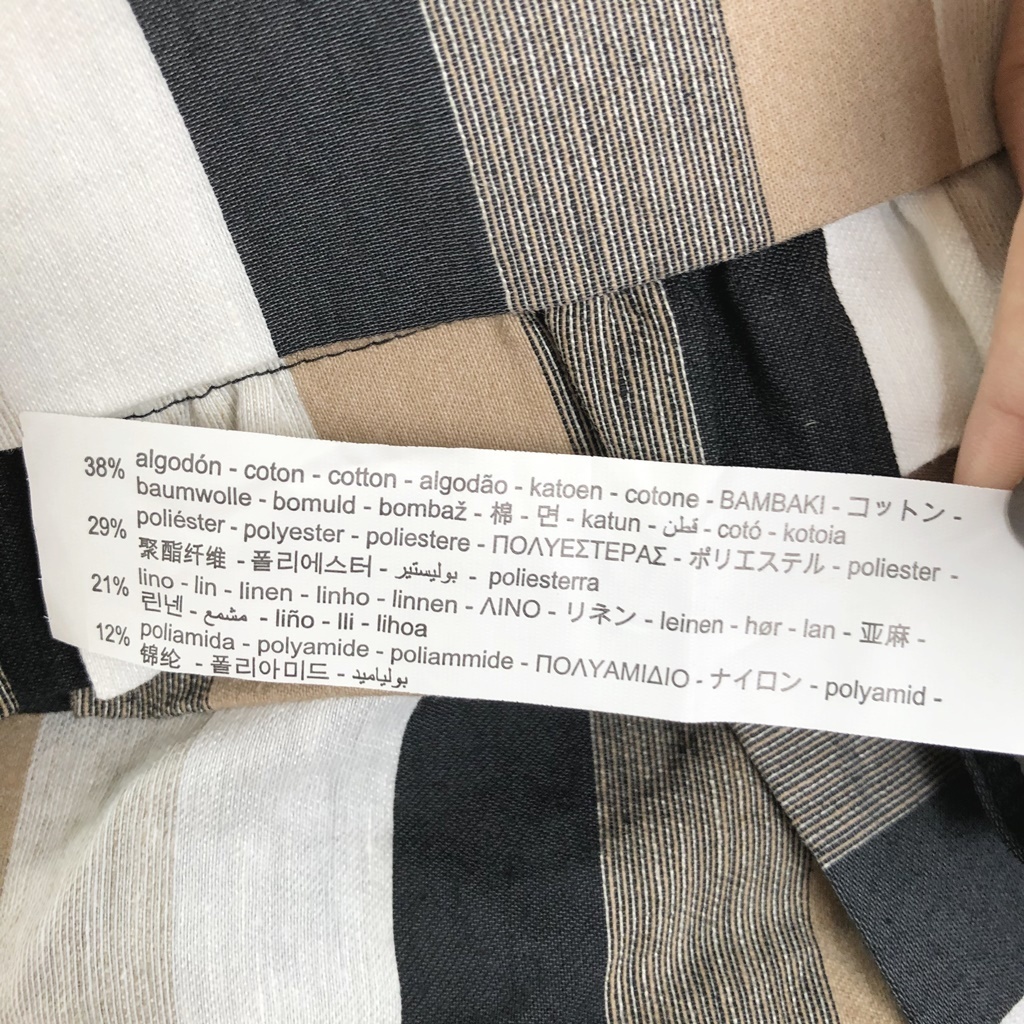 38% algodón - coton - cotton - algodão - katoen - cotone - ΒΑΜΒΑΚΙ - コットン -
baumwolle - bomuld - bombaž - 棉 - 면 - katun - قطن - cotó - kotoia
29% poliéster - polyester - poliestere - ΠΟΛΥΕΣΤΕΡΑΣ - ポリエステル - poliester -
聚酯纤维 - 폴리에스터 - بوليستير - poliesterra
21% lino - lin - linen - linho - linnen - ΛΙΝΟ - リネン - leinen - hør - lan - 亚麻 -
린넨 - مشمع - liño - lli - lihoa
12% poliamida - polyamide - poliammide - ΠΟΛΥΑΜΙΔΙΟ - ナイロン - polyamid -
锦纶 - 폴리아미드 - بولياميد